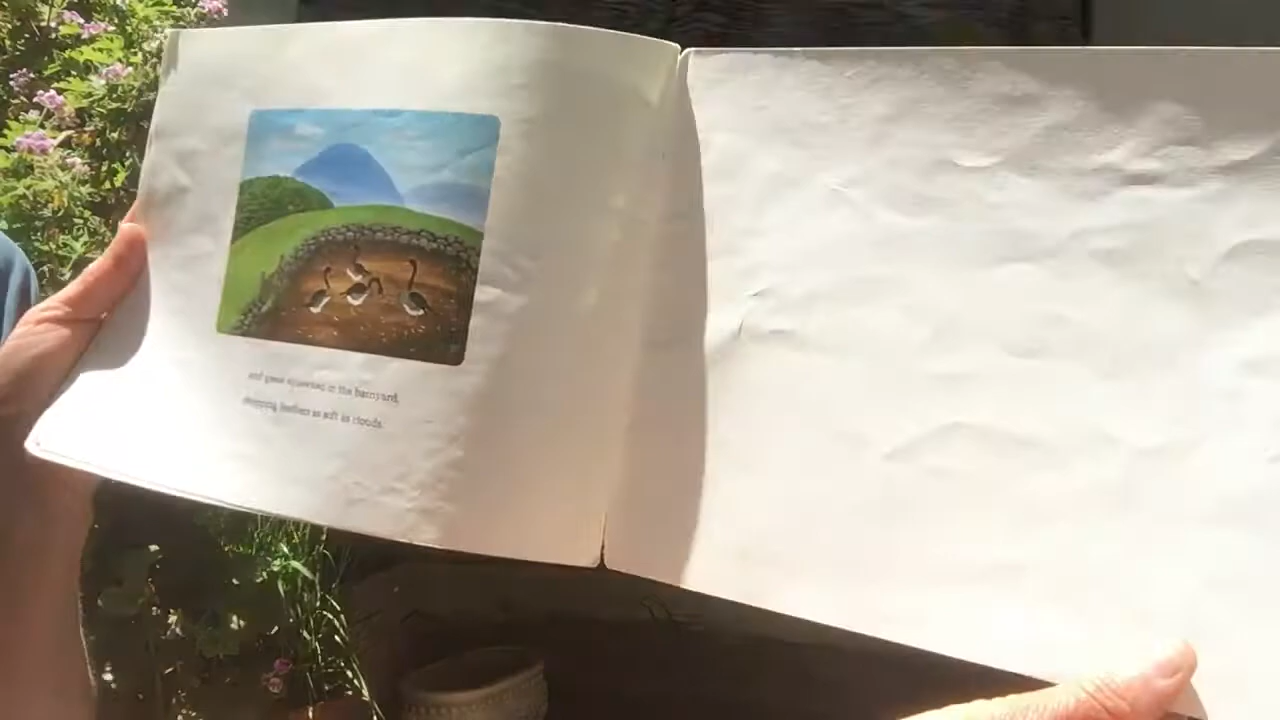 and geese squawked in the barnyard,
dropping feathers as soft as clouds.